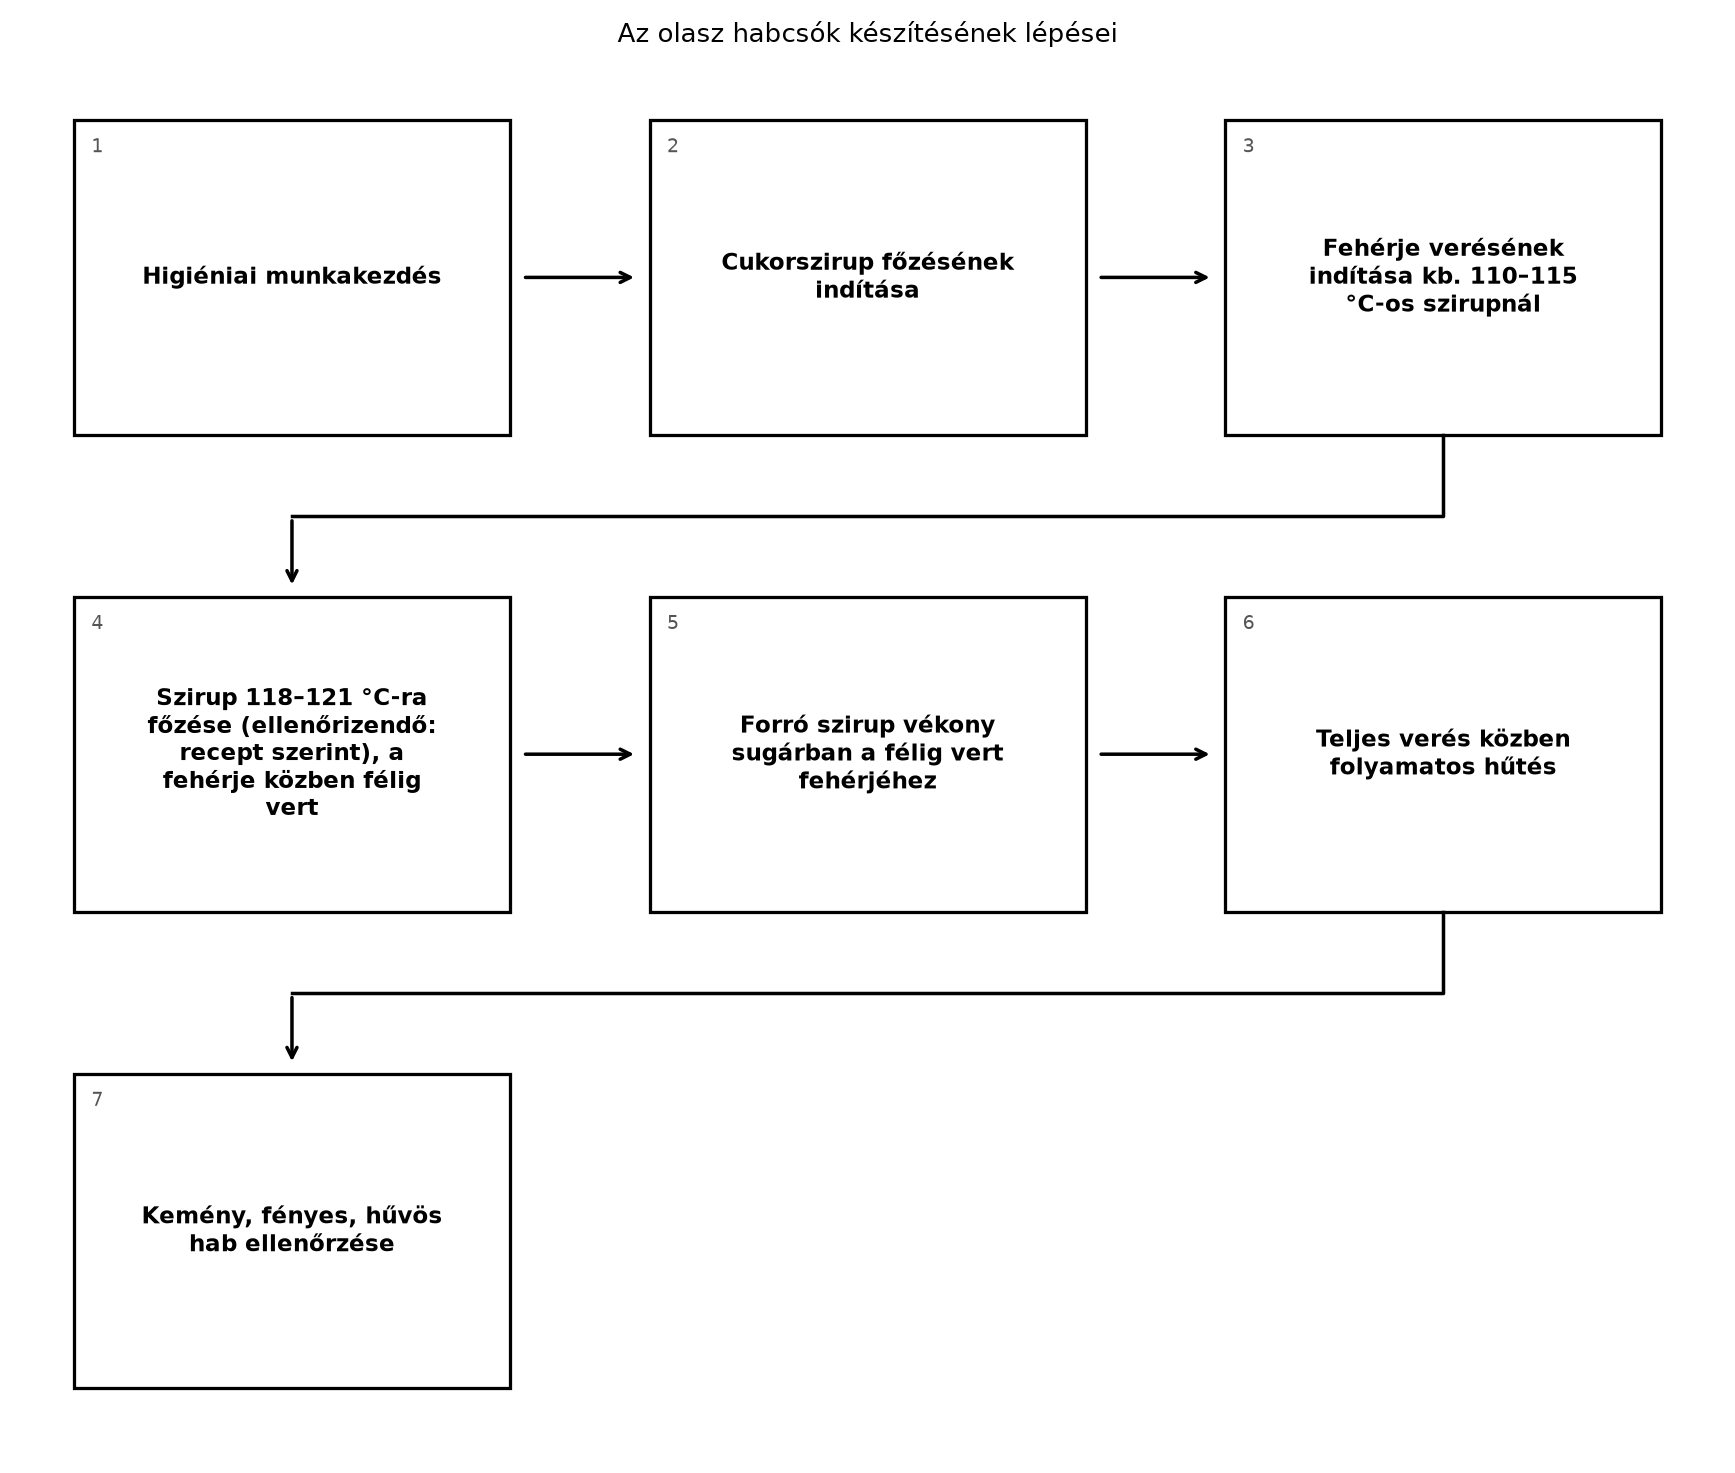 Az olasz habcsók készítésének lépései
1
Higiéniai munkakezdés
2
Cukorszirup főzésének
indítása
3
Fehérje verésének
indítása kb. 110–115
°C-os szirupnál
4
Szirup 118–121 °C-ra
főzése (ellenőrizendő:
recept szerint), a
fehérje közben félig
vert
5
Forró szirup vékony
sugárban a félig vert
fehérjéhez
6
Teljes verés közben
folyamatos hűtés
7
Kemény, fényes, hűvös
hab ellenőrzése